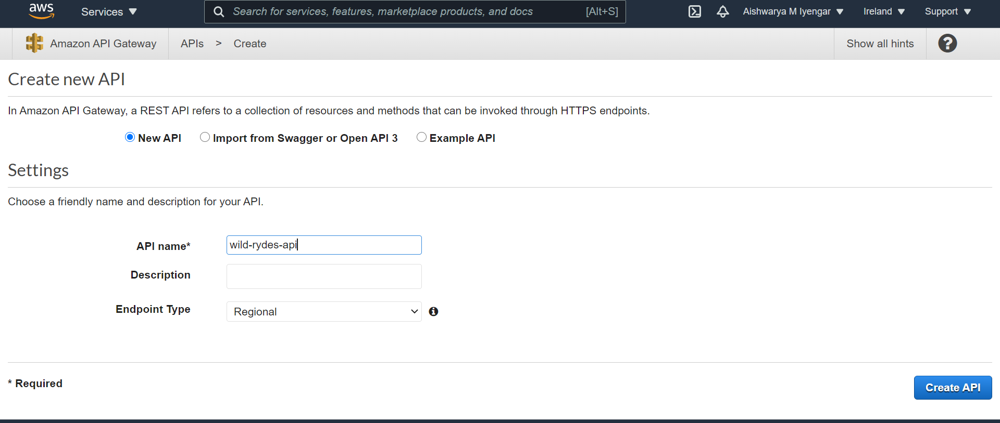 aws Services Search for services, features, marketplace products, and docs [Alt+S] Aishwarya M Iyengar Ireland Support
Amazon API Gateway APIs > Create Show all hints ?
Create new API
In Amazon API Gateway, a REST API refers to a collection of resources and methods that can be invoked through HTTPS endpoints.
New API Import from Swagger or Open API 3 Example API
Settings
Choose a friendly name and description for your API.
API name* wild-rydes-api
Description
Endpoint Type Regional
* Required Create API